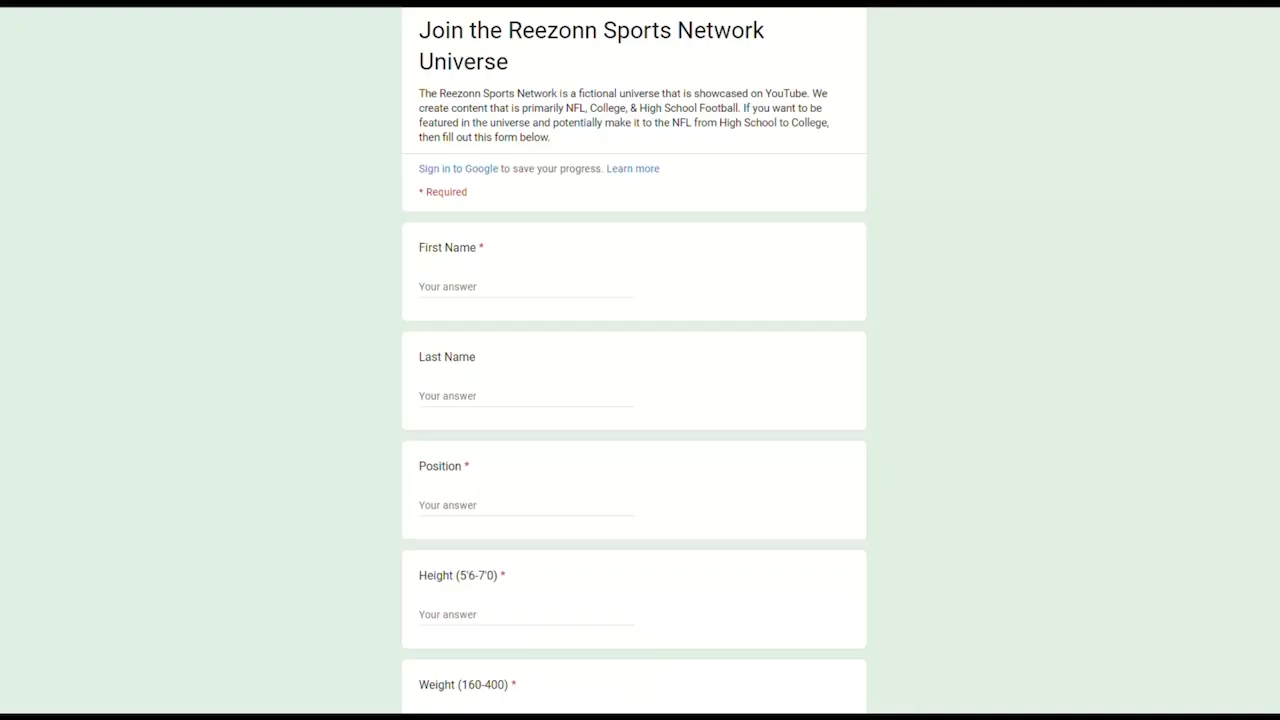 Join the Reezonn Sports Network
Universe
The Reezonn Sports Network is a fictional universe that is showcased on YouTube. We
create content that is primarily NFL, College, & High School Football. If you want to be
featured in the universe and potentially make it to the NFL from High School to College,
then fill out this form below.
Sign in to Google to save your progress. Learn more
* Required
First Name *
Your answer
Last Name
Your answer
Position *
Your answer
Height (5'6-7'0) *
Your answer
Weight (160-400) *